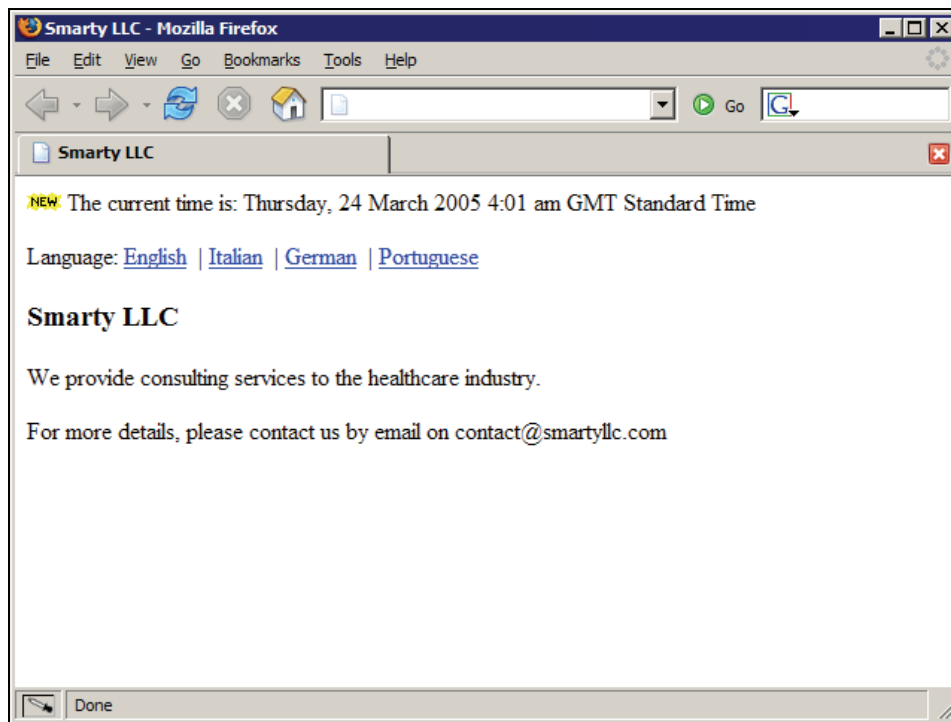 Smarty LLC - Mozilla Firefox
File Edit View Go Bookmarks Tools Help
Go G
Smarty LLC
NEW The current time is: Thursday, 24 March 2005 4:01 am GMT Standard Time
Language: English | Italian | German | Portuguese
Smarty LLC
We provide consulting services to the healthcare industry.
For more details, please contact us by email on contact@smartyllc.com
Done